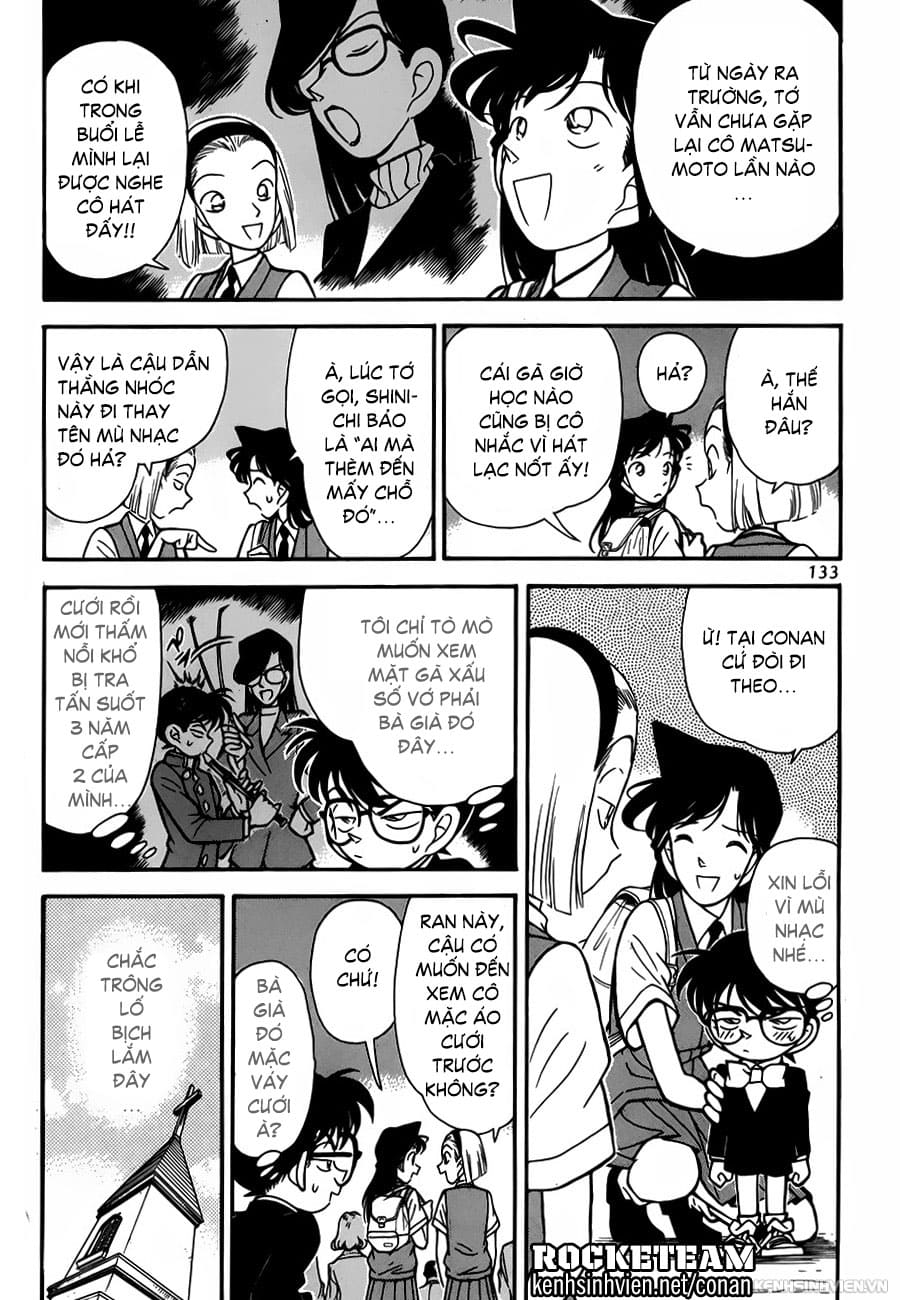 TỪ NGÀY RA
TRƯỜNG, TỚ
VẪN CHƯA GẶP
LẠI CÔ MATSU-
MOTO LẦN NÀO
...
CÓ KHI
TRONG
BUỔI LỄ
MÌNH LẠI
ĐƯỢC NGHE
CÔ HÁT
ĐẤY!!
À, THẾ
HẮN
ĐÂU?
HẢ?
CÁI GÃ GIỜ
HỌC NÀO
CŨNG BỊ CÔ
NHẮC VÌ HÁT
LẠC NỐT ẤY!
À, LÚC TỚ
GỌI, SHINI-
CHI BẢO
LÀ "AI MÀ
THÈM ĐẾN
MẤY CHỖ
ĐÓ"...
VẬY LÀ CẬU DẪN
THẰNG NHÓC
NÀY ĐI THAY
TÊN MÙ NHẠC
ĐÓ HẢ?
133
Ừ! TẠI CONAN
CỨ ĐÒI ĐI
THEO...
XIN LỖI
VÌ MÙ
NHẠC
NHÉ...
TÔI CHỈ TÒ MÒ
MUỐN XEM
MẶT GÃ XẤU
SỐ VỚ PHẢI
BÀ GIÀ ĐÓ
ĐÂY...
CƯỚI RỒI
MỚI THẤM
NỖI KHỔ
BỊ TRA
TẤN SUỐT
3 NĂM
CẤP
2 CỦA
MÌNH...
RAN NÀY,
CẬU CÓ
MUỐN ĐẾN
XEM CÔ
MẶC ÁO
CƯỚI
TRƯỚC
KHÔNG?
CÓ
CHỨ!
BÀ
GIÀ
ĐÓ MẶC
VÁY CƯỚI
À?
CHẮC
TRÔNG
LỐ
BỊCH
LẮM
ĐÂY
...
ROCKETEAM
kenhsinhvien.net/conan
KENHSINHVIEN.VN